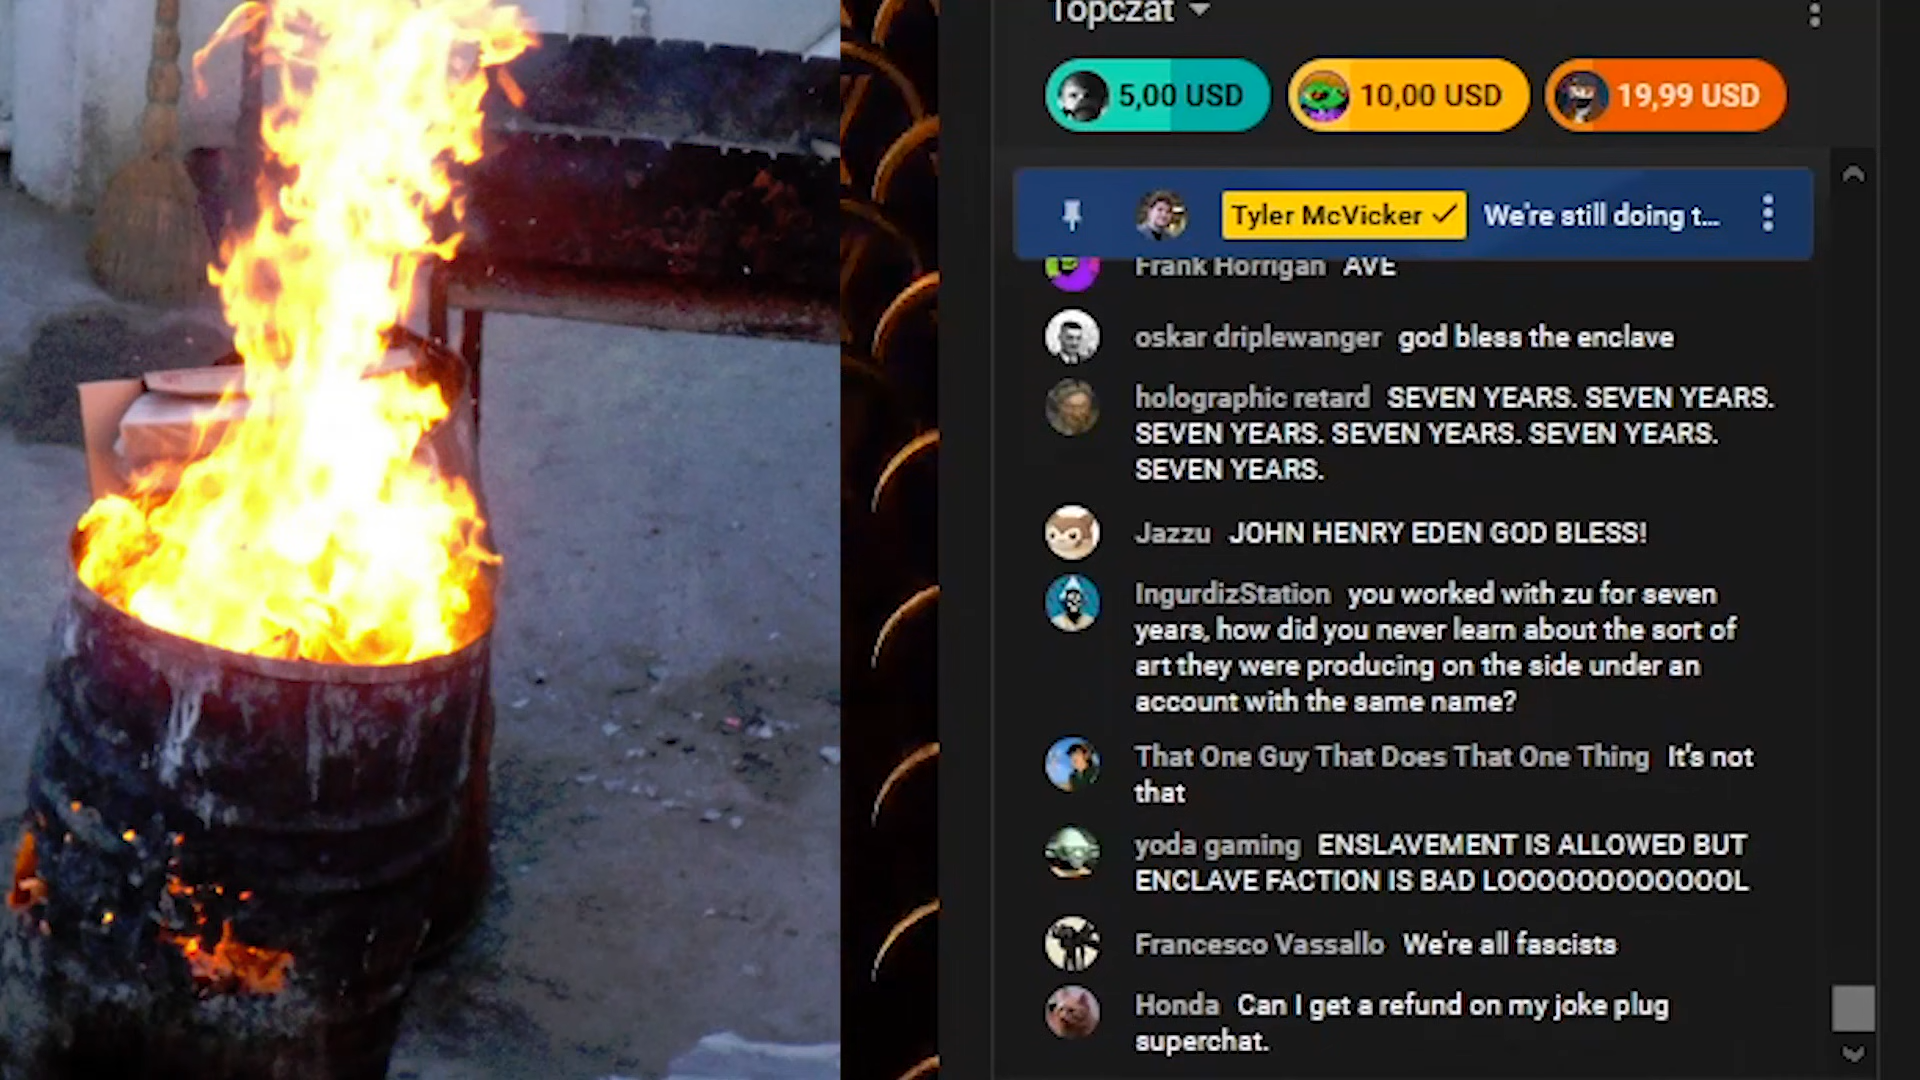 Topczat
5,00 USD
10,00 USD
19,99 USD
Tyler McVicker We're still doing t...
Frank Horrigan AVE
oskar driplewanger god bless the enclave
holographic retard SEVEN YEARS. SEVEN YEARS.
SEVEN YEARS. SEVEN YEARS. SEVEN YEARS.
SEVEN YEARS.
Jazzu JOHN HENRY EDEN GOD BLESS!
IngurdizStation you worked with zu for seven
years, how did you never learn about the sort of
art they were producing on the side under an
account with the same name?
That One Guy That Does That One Thing It's not
that
yoda gaming ENSLAVEMENT IS ALLOWED BUT
ENCLAVE FACTION IS BAD LOOOOOOOOOOOOL
Francesco Vassallo We're all fascists
Honda Can I get a refund on my joke plug
superchat.